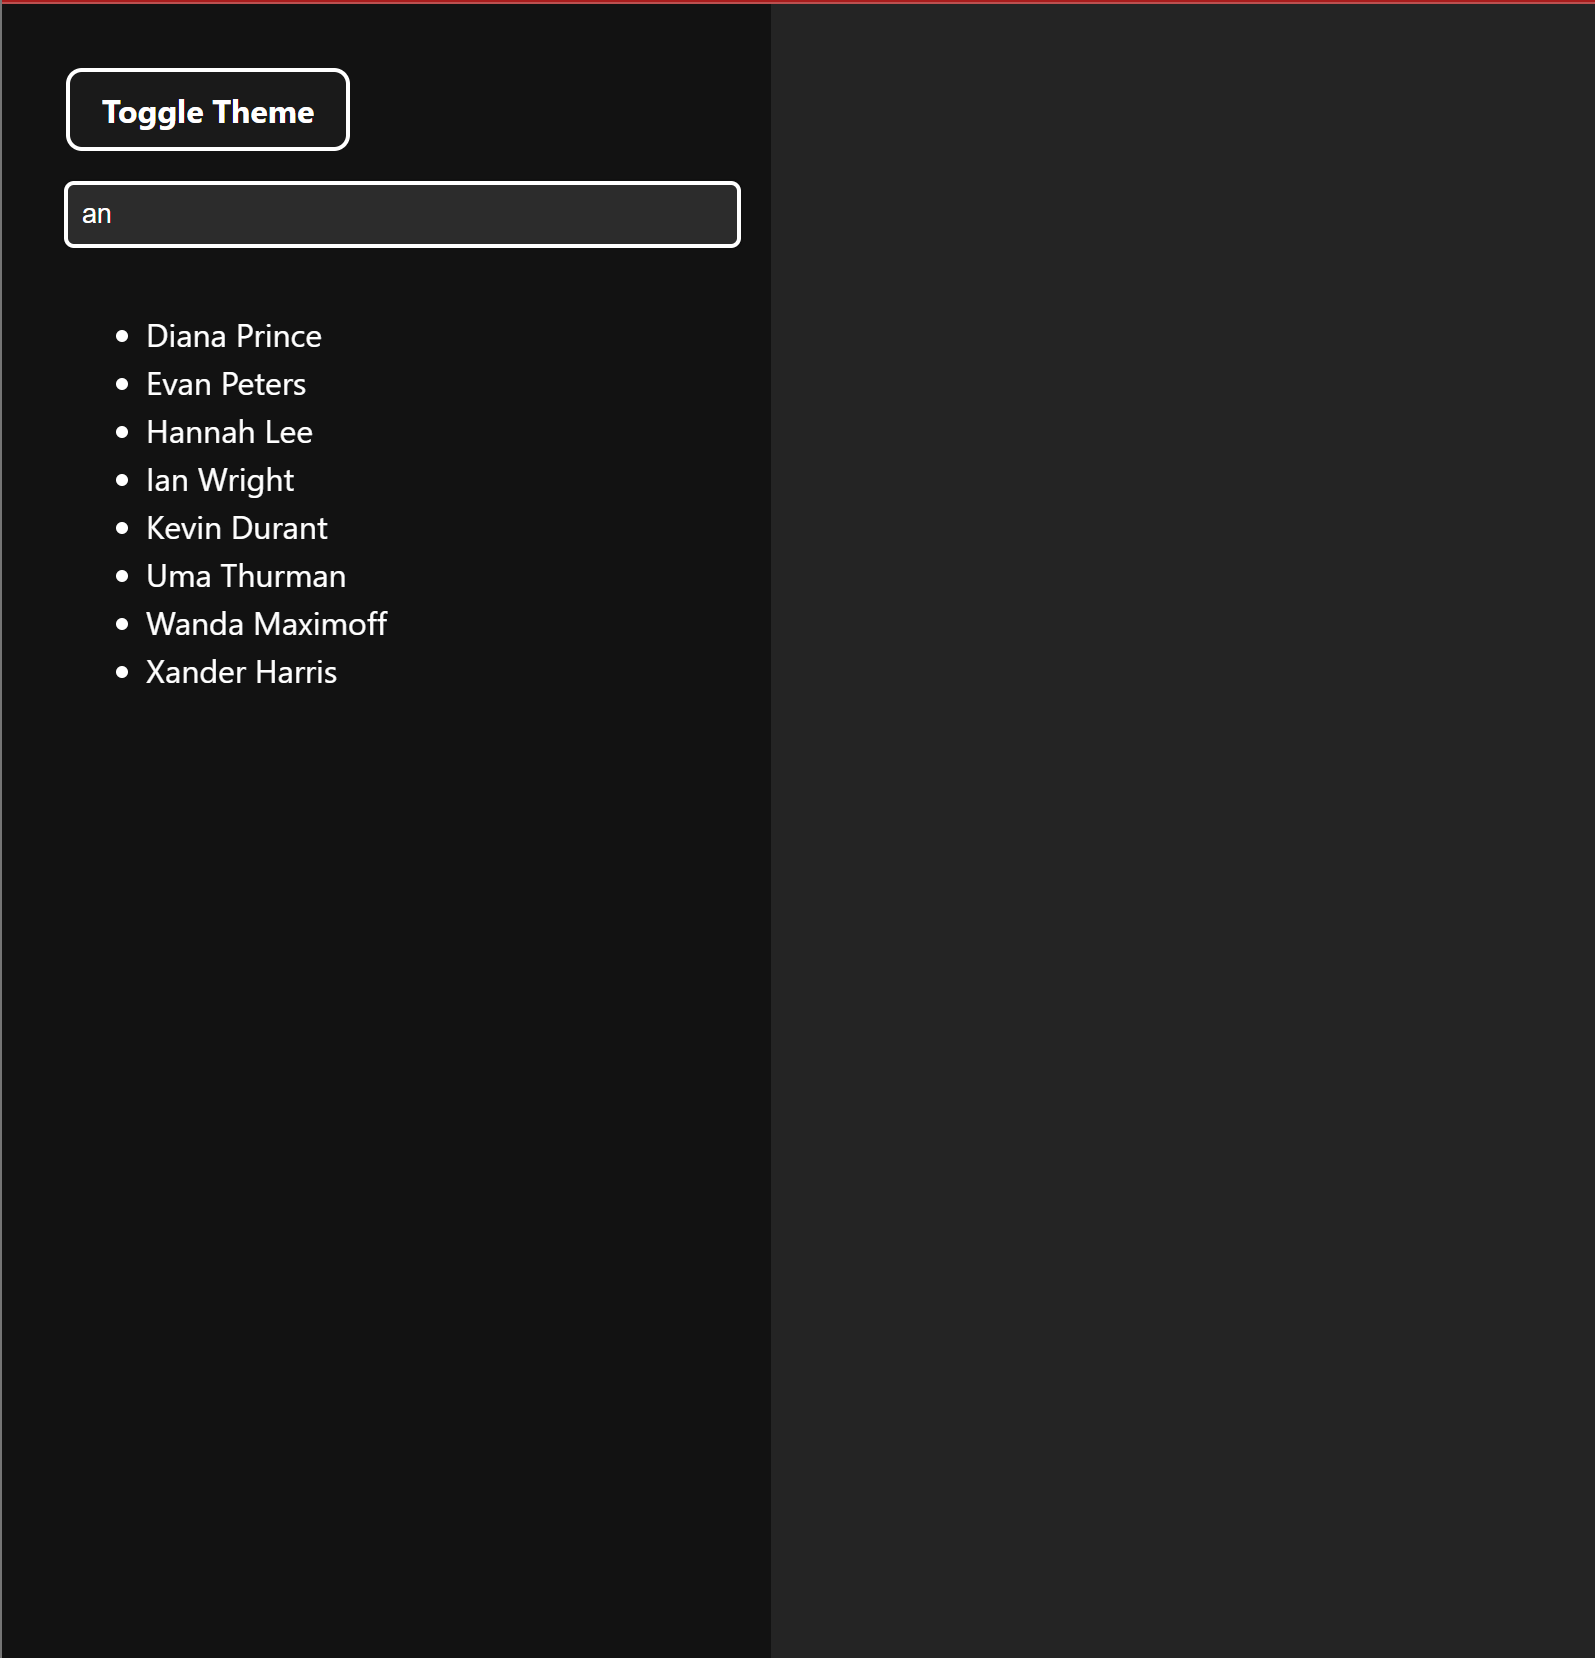 Toggle Theme
an
Diana Prince
Evan Peters
Hannah Lee
Ian Wright
Kevin Durant
Uma Thurman
Wanda Maximoff
Xander Harris